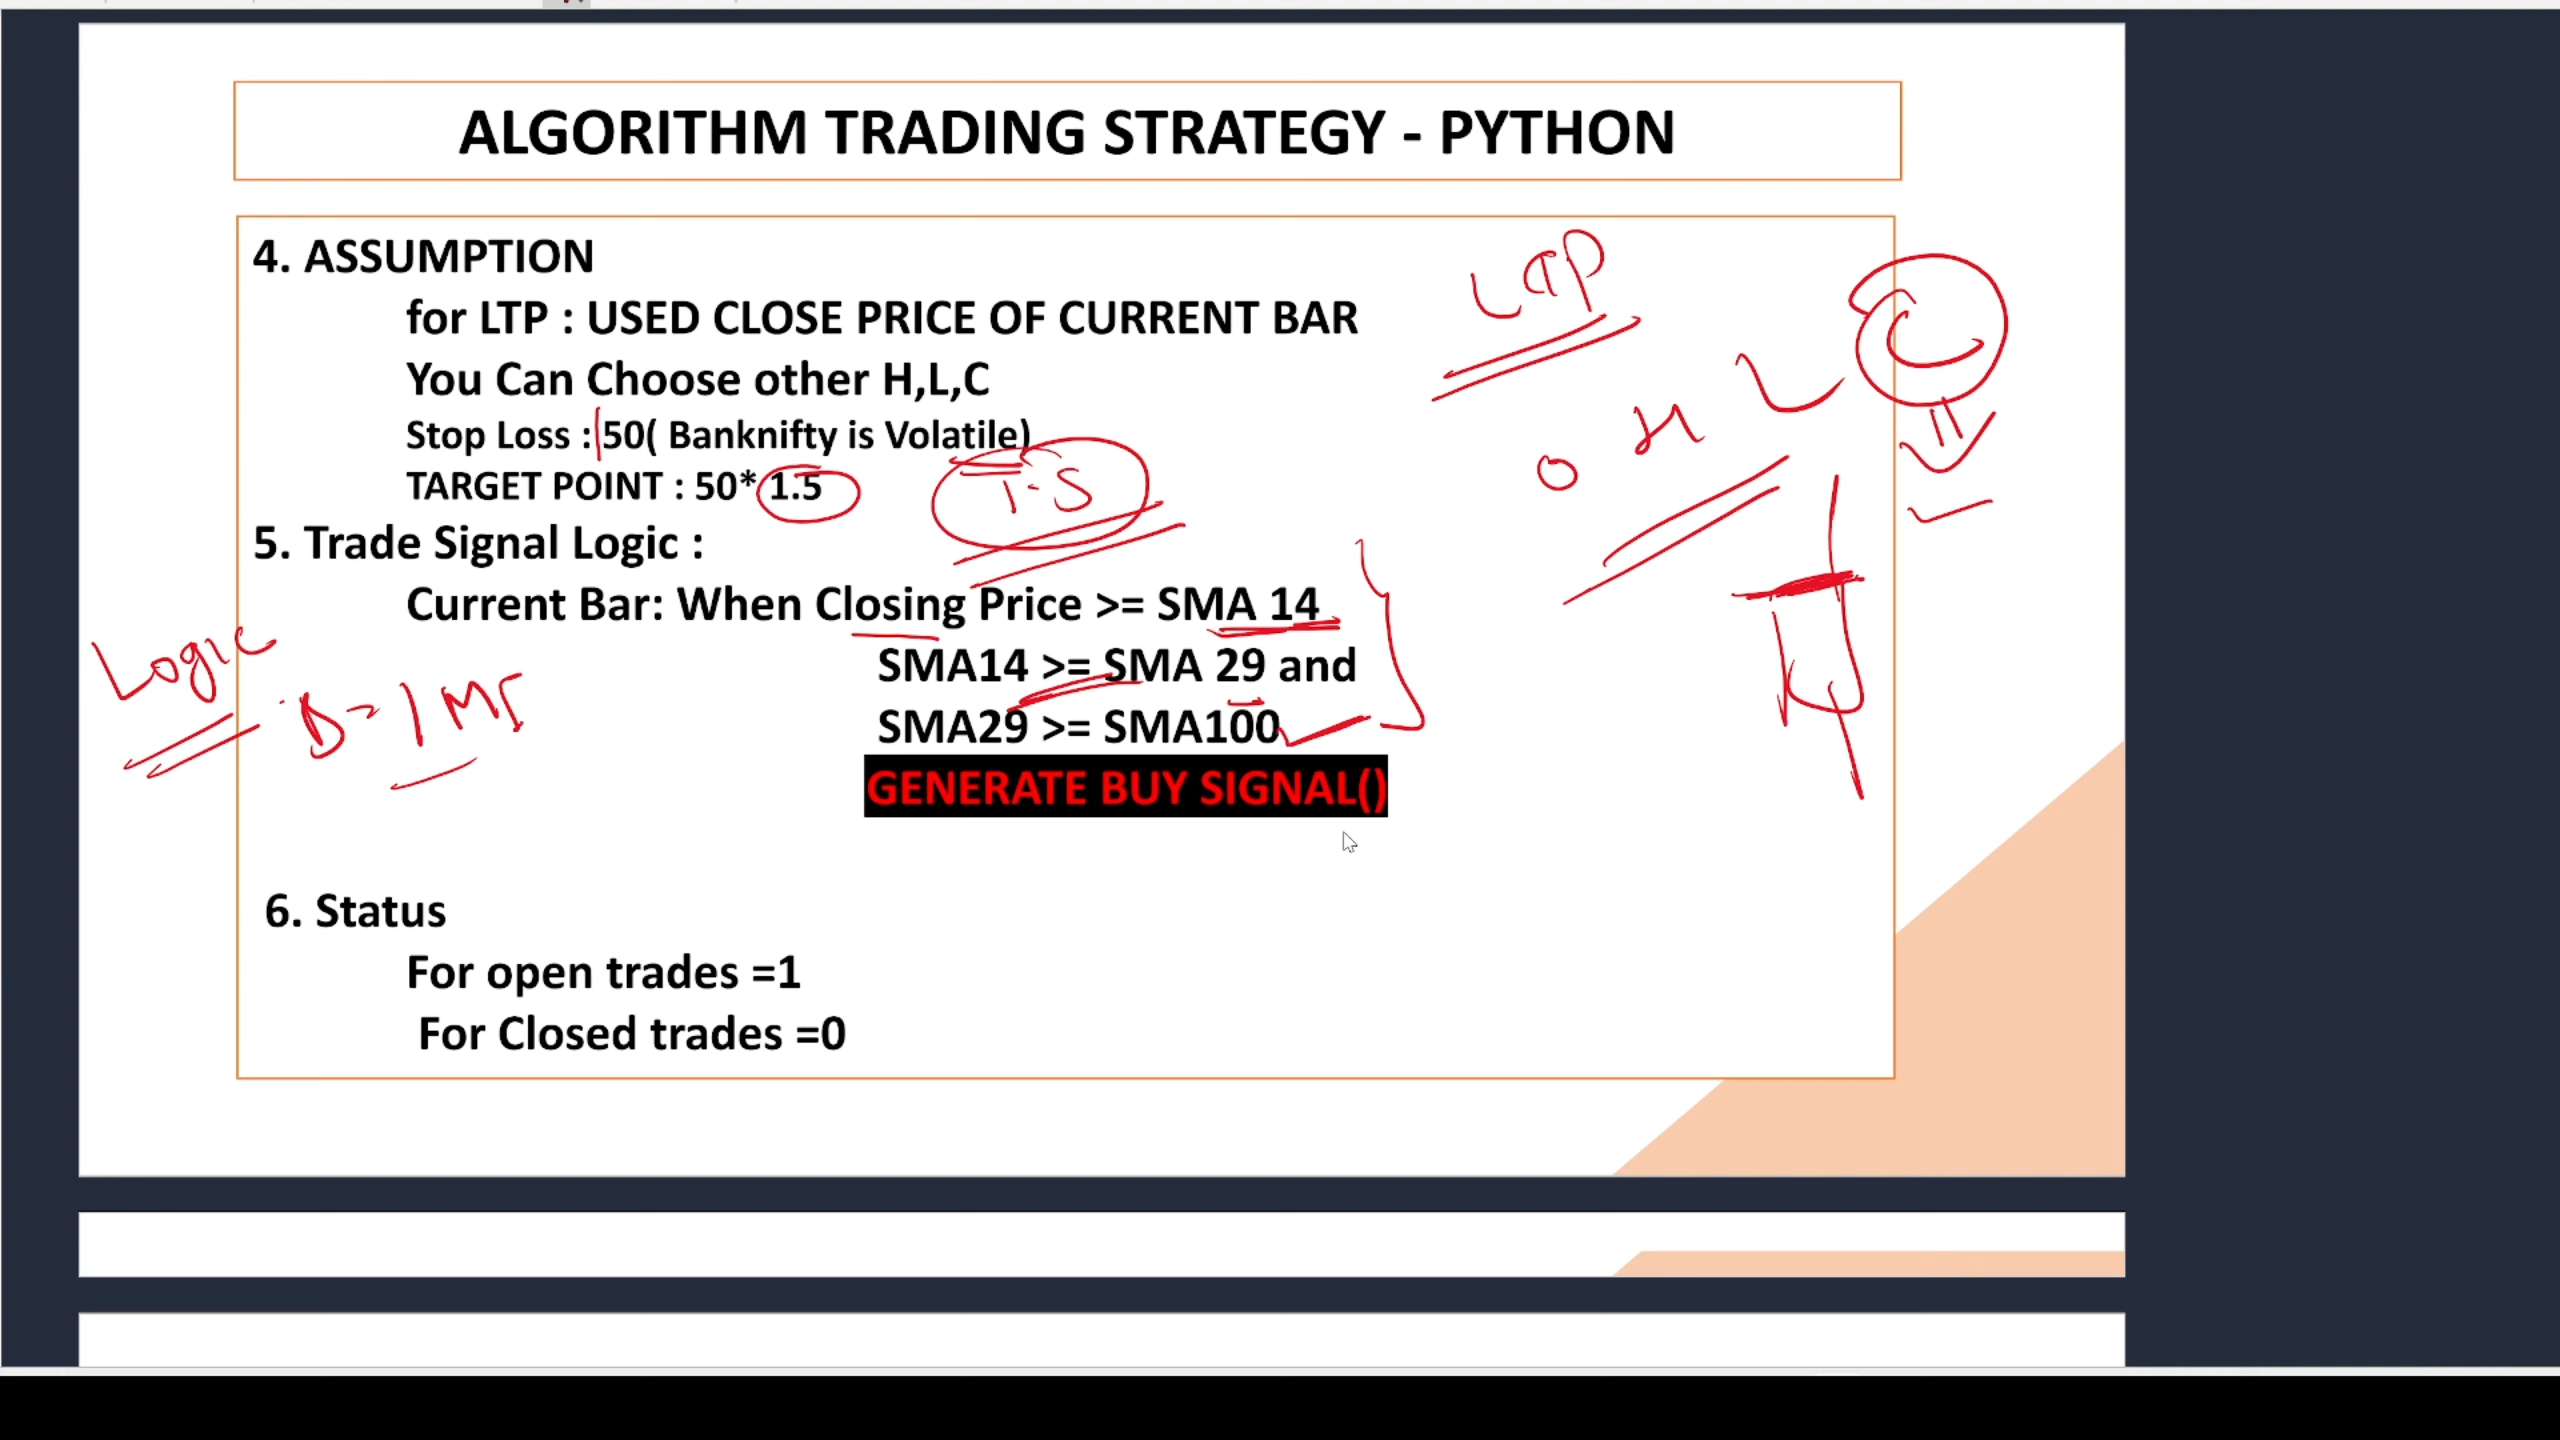 ALGORITHM TRADING STRATEGY - PYTHON
4. ASSUMPTION
for LTP : USED CLOSE PRICE OF CURRENT BAR
You Can Choose other H,L,C
Stop Loss : 50( Banknifty is Volatile)
TARGET POINT : 50* 1.5
5. Trade Signal Logic :
Current Bar: When Closing Price >= SMA 14
SMA14 >= SMA 29 and
SMA29 >= SMA100
GENERATE BUY SIGNAL()
6. Status
For open trades =1
For Closed trades =0
LTP
O H L C
T-S
Logic